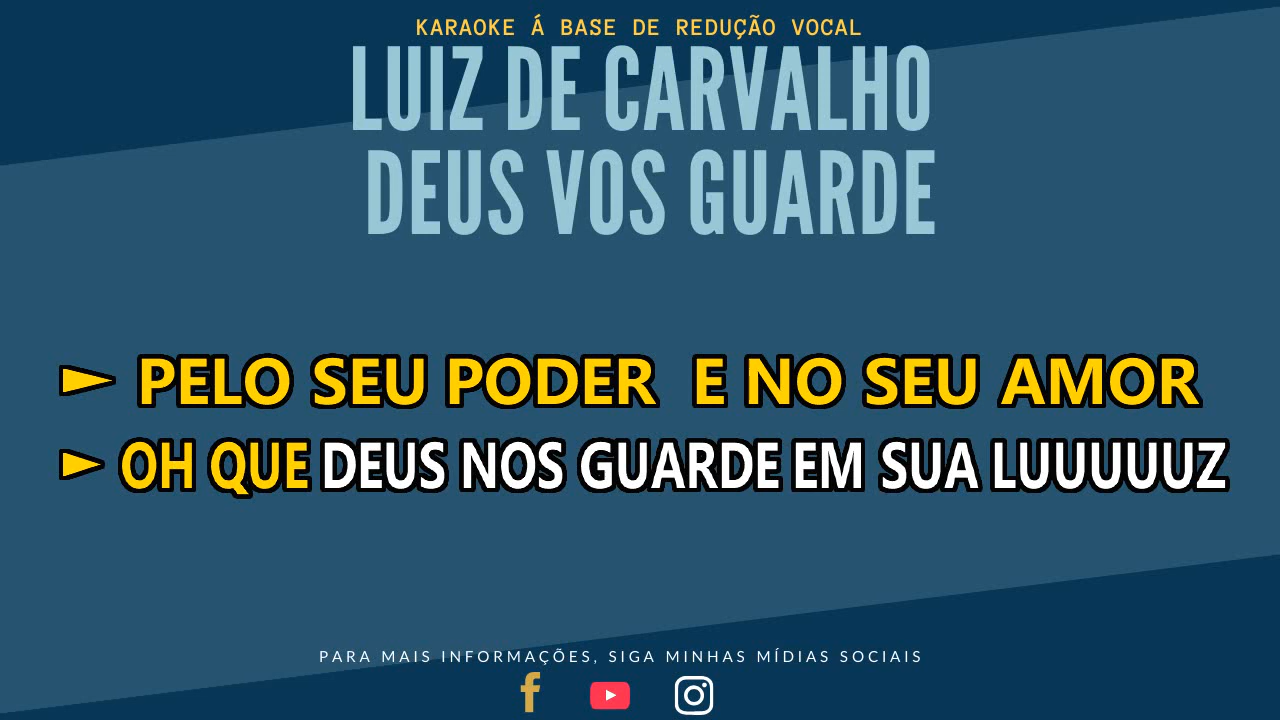 KARAOKE Á BASE DE REDUÇÃO VOCAL
LUIZ DE CARVALHO
DEUS VOS GUARDE
PELO SEU PODER E NO SEU AMOR
OH QUE DEUS NOS GUARDE EM SUA LUUUUUZ
PARA MAIS INFORMAÇÕES, SIGA MINHAS MÍDIAS SOCIAIS